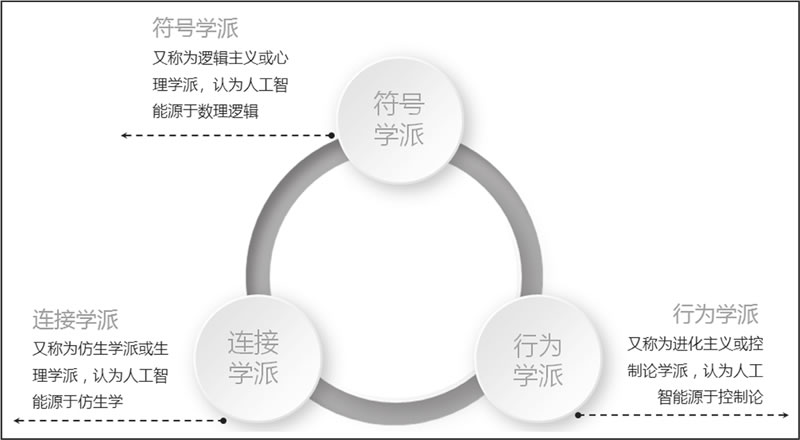 符号学派
又称为逻辑主义或心
理学派，认为人工智
能源于数理逻辑
符号
学派
连接学派
又称为仿生学派或生
理学派，认为人工智
能源于仿生学
连接
学派
行为
学派
行为学派
又称为进化主义或控
制论学派，认为人工
智能源于控制论